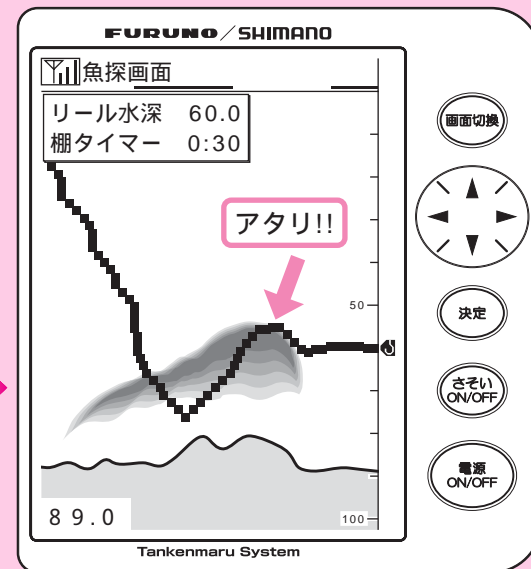 FURUNO/SHIMANO
魚探画面
リール水深 60.0
棚タイマー 0:30
アタリ!!
50
100
89.0
Tankenmaru System
画面切換
決定
さそい
ON/OFF
電源
ON/OFF